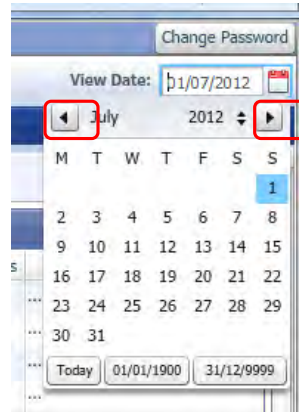 Change Password
View Date: 01/07/2012
July 2012
M T W T F S S
1
2 3 4 5 6 7 8
9 10 11 12 13 14 15
16 17 18 19 20 21 22
23 24 25 26 27 28 29
30 31
Today 01/01/1900 31/12/9999
s
...
...
...
...
...